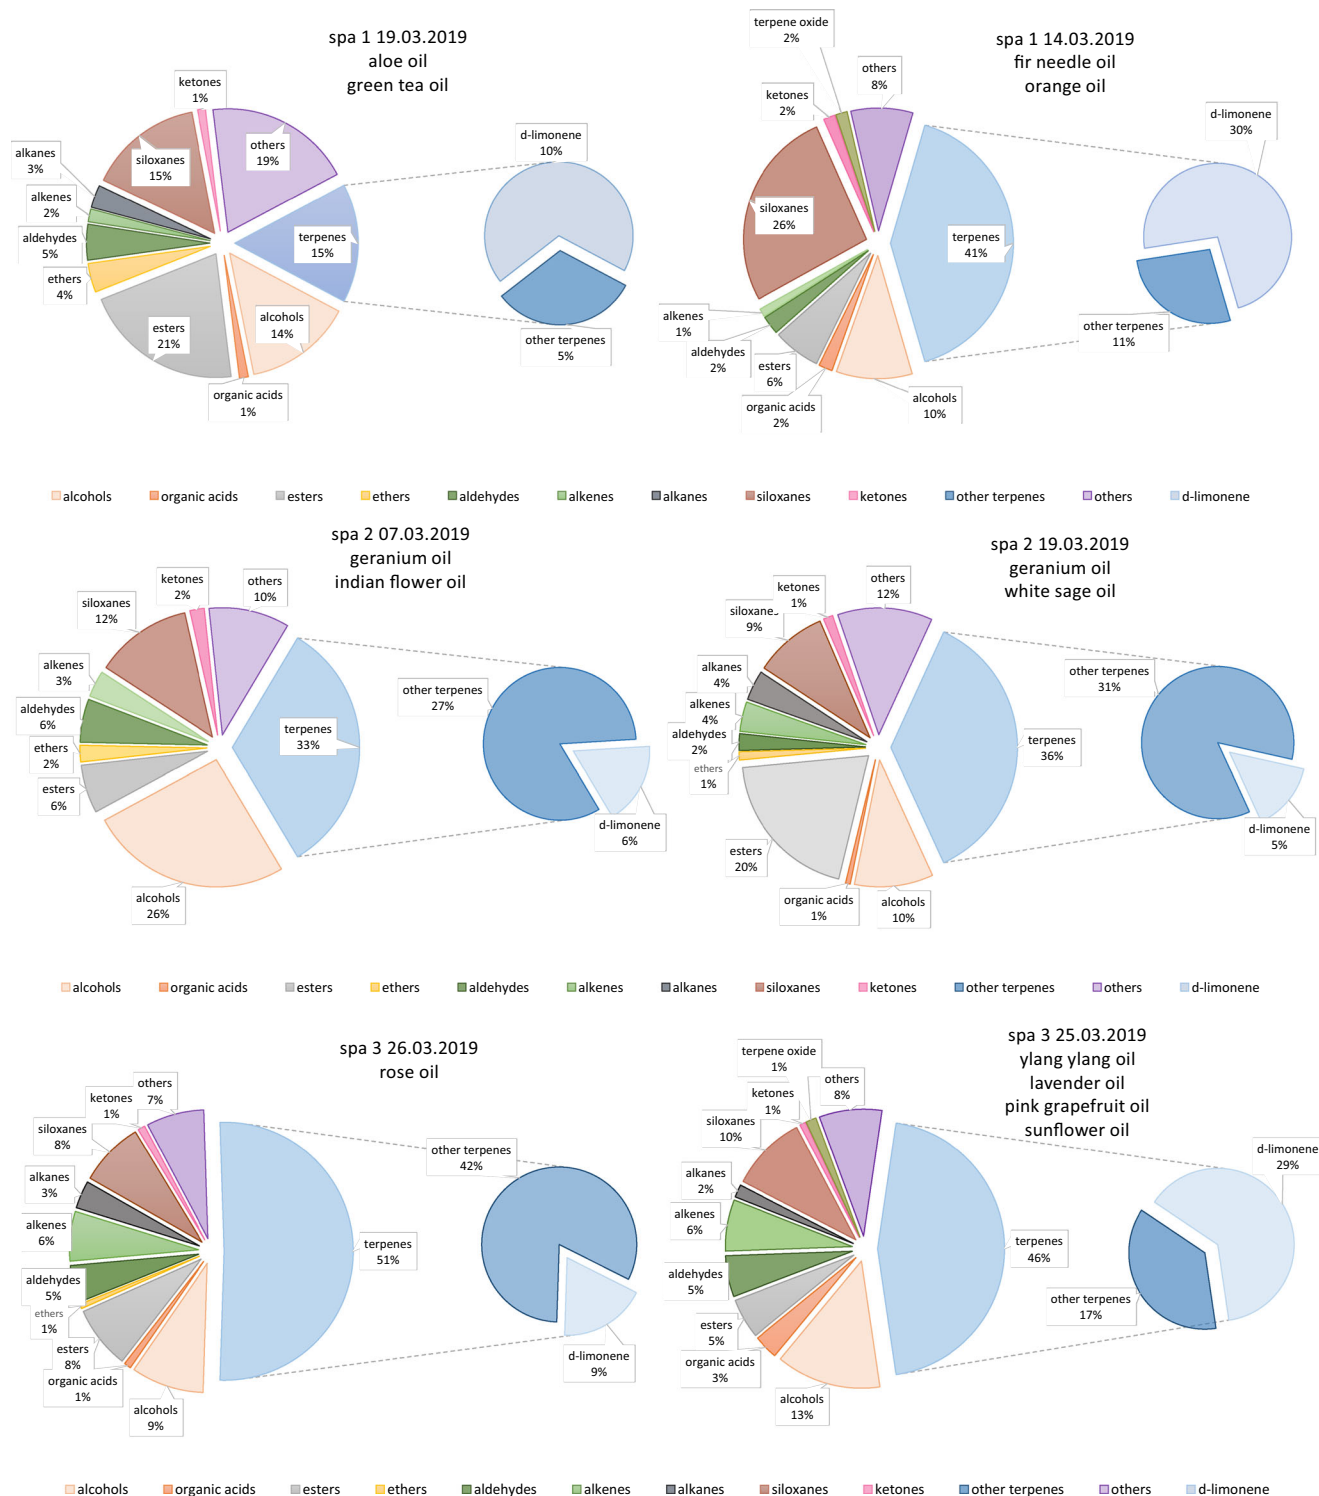 spa 1 19.03.2019
aloe oil
green tea oil
ketones
1%
others
19%
siloxanes
15%
alkanes
3%
alkenes
2%
aldehydes
5%
ethers
4%
esters
21%
organic acids
1%
alcohols
14%
terpenes
15%
d-limonene
10%
other terpenes
5%
spa 1 14.03.2019
fir needle oil
orange oil
terpene oxide
2%
others
8%
ketones
2%
siloxanes
26%
alkenes
1%
aldehydes
2%
esters
6%
organic acids
2%
alcohols
10%
terpenes
41%
d-limonene
30%
other terpenes
11%
alcohols organic acids esters ethers aldehydes alkenes alkanes siloxanes ketones other terpenes others d-limonene
spa 2 07.03.2019
geranium oil
indian flower oil
ketones
2%
others
10%
siloxanes
12%
alkenes
3%
aldehydes
6%
ethers
2%
esters
6%
alcohols
26%
terpenes
33%
other terpenes
27%
d-limonene
6%
spa 2 19.03.2019
geranium oil
white sage oil
ketones
1%
others
12%
siloxanes
9%
alkanes
4%
alkenes
4%
aldehydes
2%
ethers
1%
esters
20%
organic acids
1%
alcohols
10%
terpenes
36%
other terpenes
31%
d-limonene
5%
alcohols organic acids esters ethers aldehydes alkenes alkanes siloxanes ketones other terpenes others d-limonene
spa 3 26.03.2019
rose oil
others
7%
ketones
1%
siloxanes
8%
alkanes
3%
alkenes
6%
aldehydes
5%
ethers
1%
esters
8%
organic acids
1%
alcohols
9%
terpenes
51%
other terpenes
42%
d-limonene
9%
spa 3 25.03.2019
ylang ylang oil
lavender oil
pink grapefruit oil
sunflower oil
terpene oxide
1%
others
8%
ketones
1%
siloxanes
10%
alkanes
2%
alkenes
6%
aldehydes
5%
esters
5%
organic acids
3%
alcohols
13%
terpenes
46%
d-limonene
29%
other terpenes
17%
alcohols organic acids esters ethers aldehydes alkenes alkanes siloxanes ketones other terpenes others d-limonene